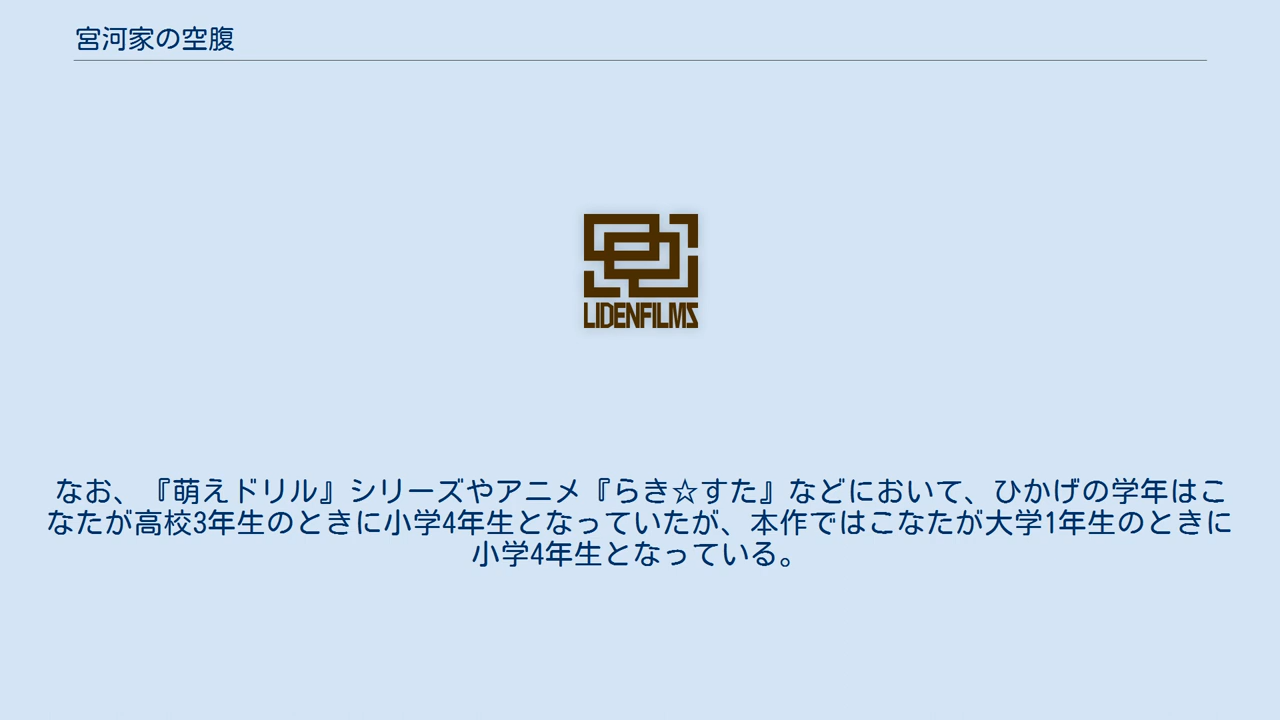 宮河家の空腹
LIDENFILMS
なお、『萌えドリル』シリーズやアニメ『らき☆すた』などにおいて、ひかげの学年はこ
なたが高校3年生のときに小学4年生となっていたが、本作ではこなたが大学1年生のときに
小学4年生となっている。